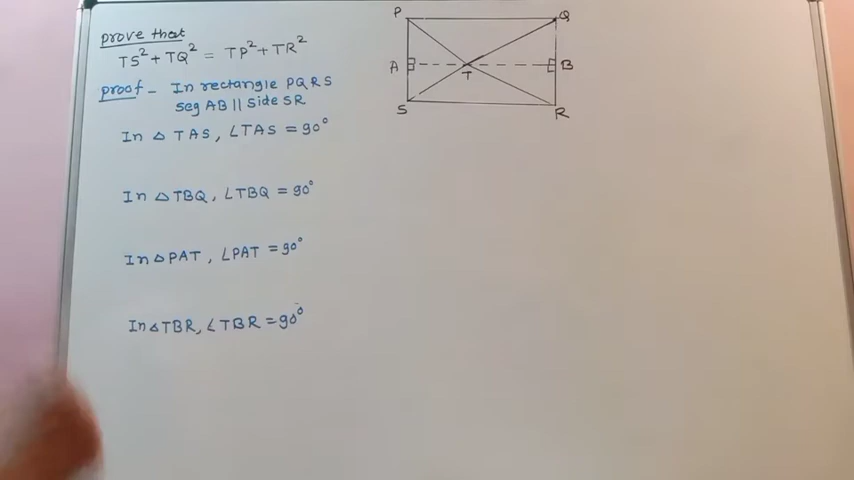 prove that
TS² + TQ² = TP² + TR²
proof - In rectangle PQRS
seg AB || side SR
In △ TAS, ∠TAS = 90°
In △TBQ, ∠TBQ = 90°
In △PAT, ∠PAT = 90°
In △TBR, ∠TBR = 90°
P
Q
A
T
B
S
R